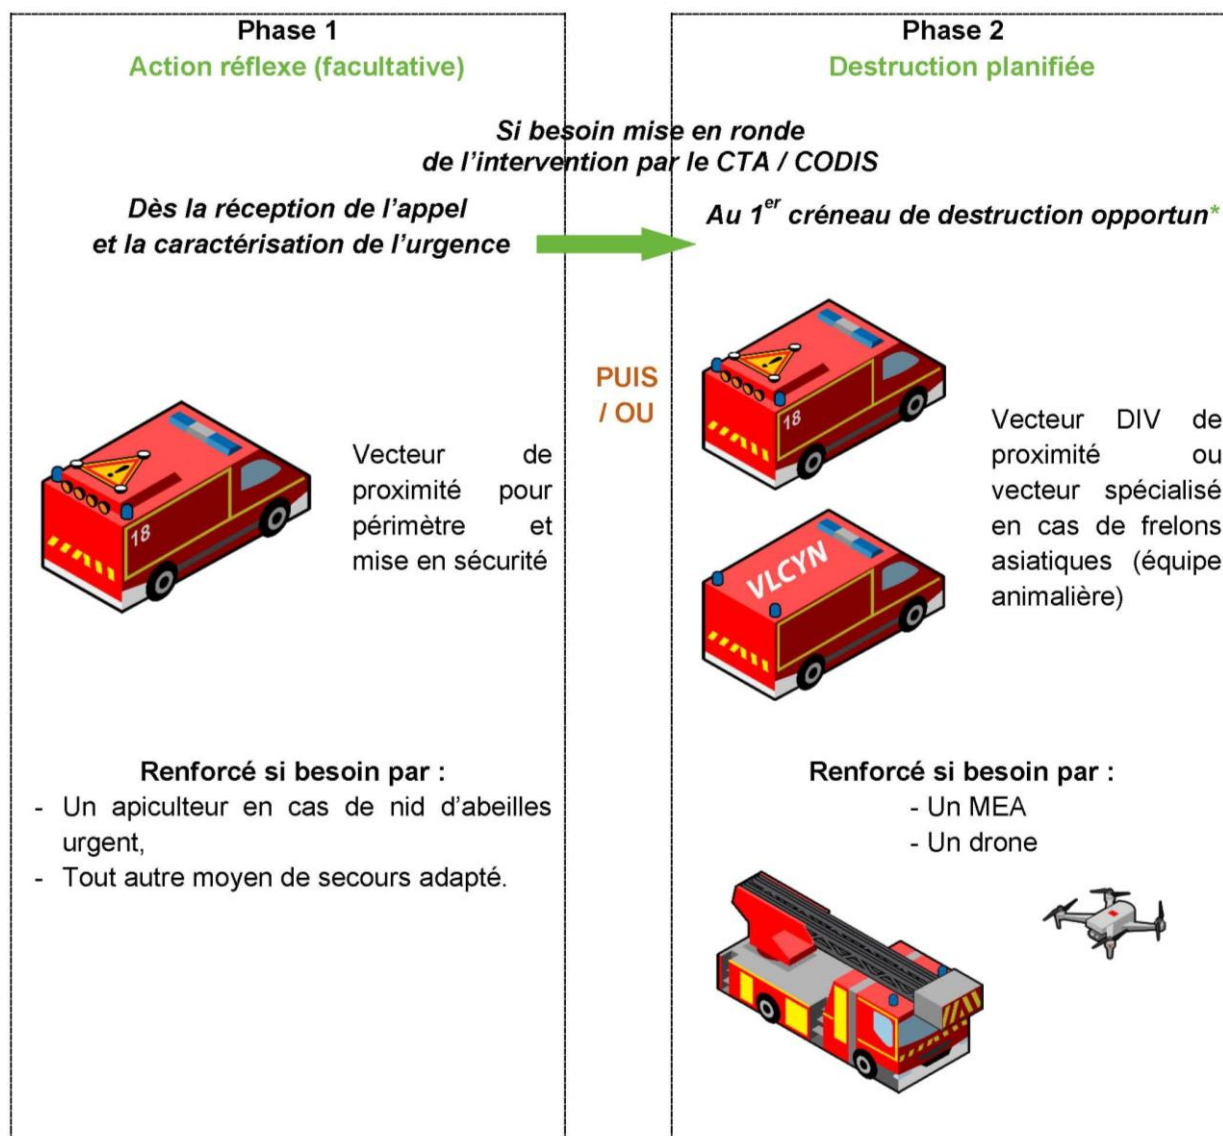 Phase 1
Action réflexe (facultative)
Phase 2
Destruction planifiée
Si besoin mise en ronde
de l'intervention par le CTA / CODIS
Dès la réception de l'appel
et la caractérisation de l'urgence
Au 1er créneau de destruction opportun*
18
Vecteur de
proximité pour
périmètre et
mise en sécurité
PUIS
/ OU
18
VLCYN
Vecteur DIV de
proximité ou
vecteur spécialisé
en cas de frelons
asiatiques (équipe
animalière)
Renforcé si besoin par :
- Un apiculteur en cas de nid d'abeilles
urgent,
- Tout autre moyen de secours adapté.
Renforcé si besoin par :
- Un MEA
- Un drone